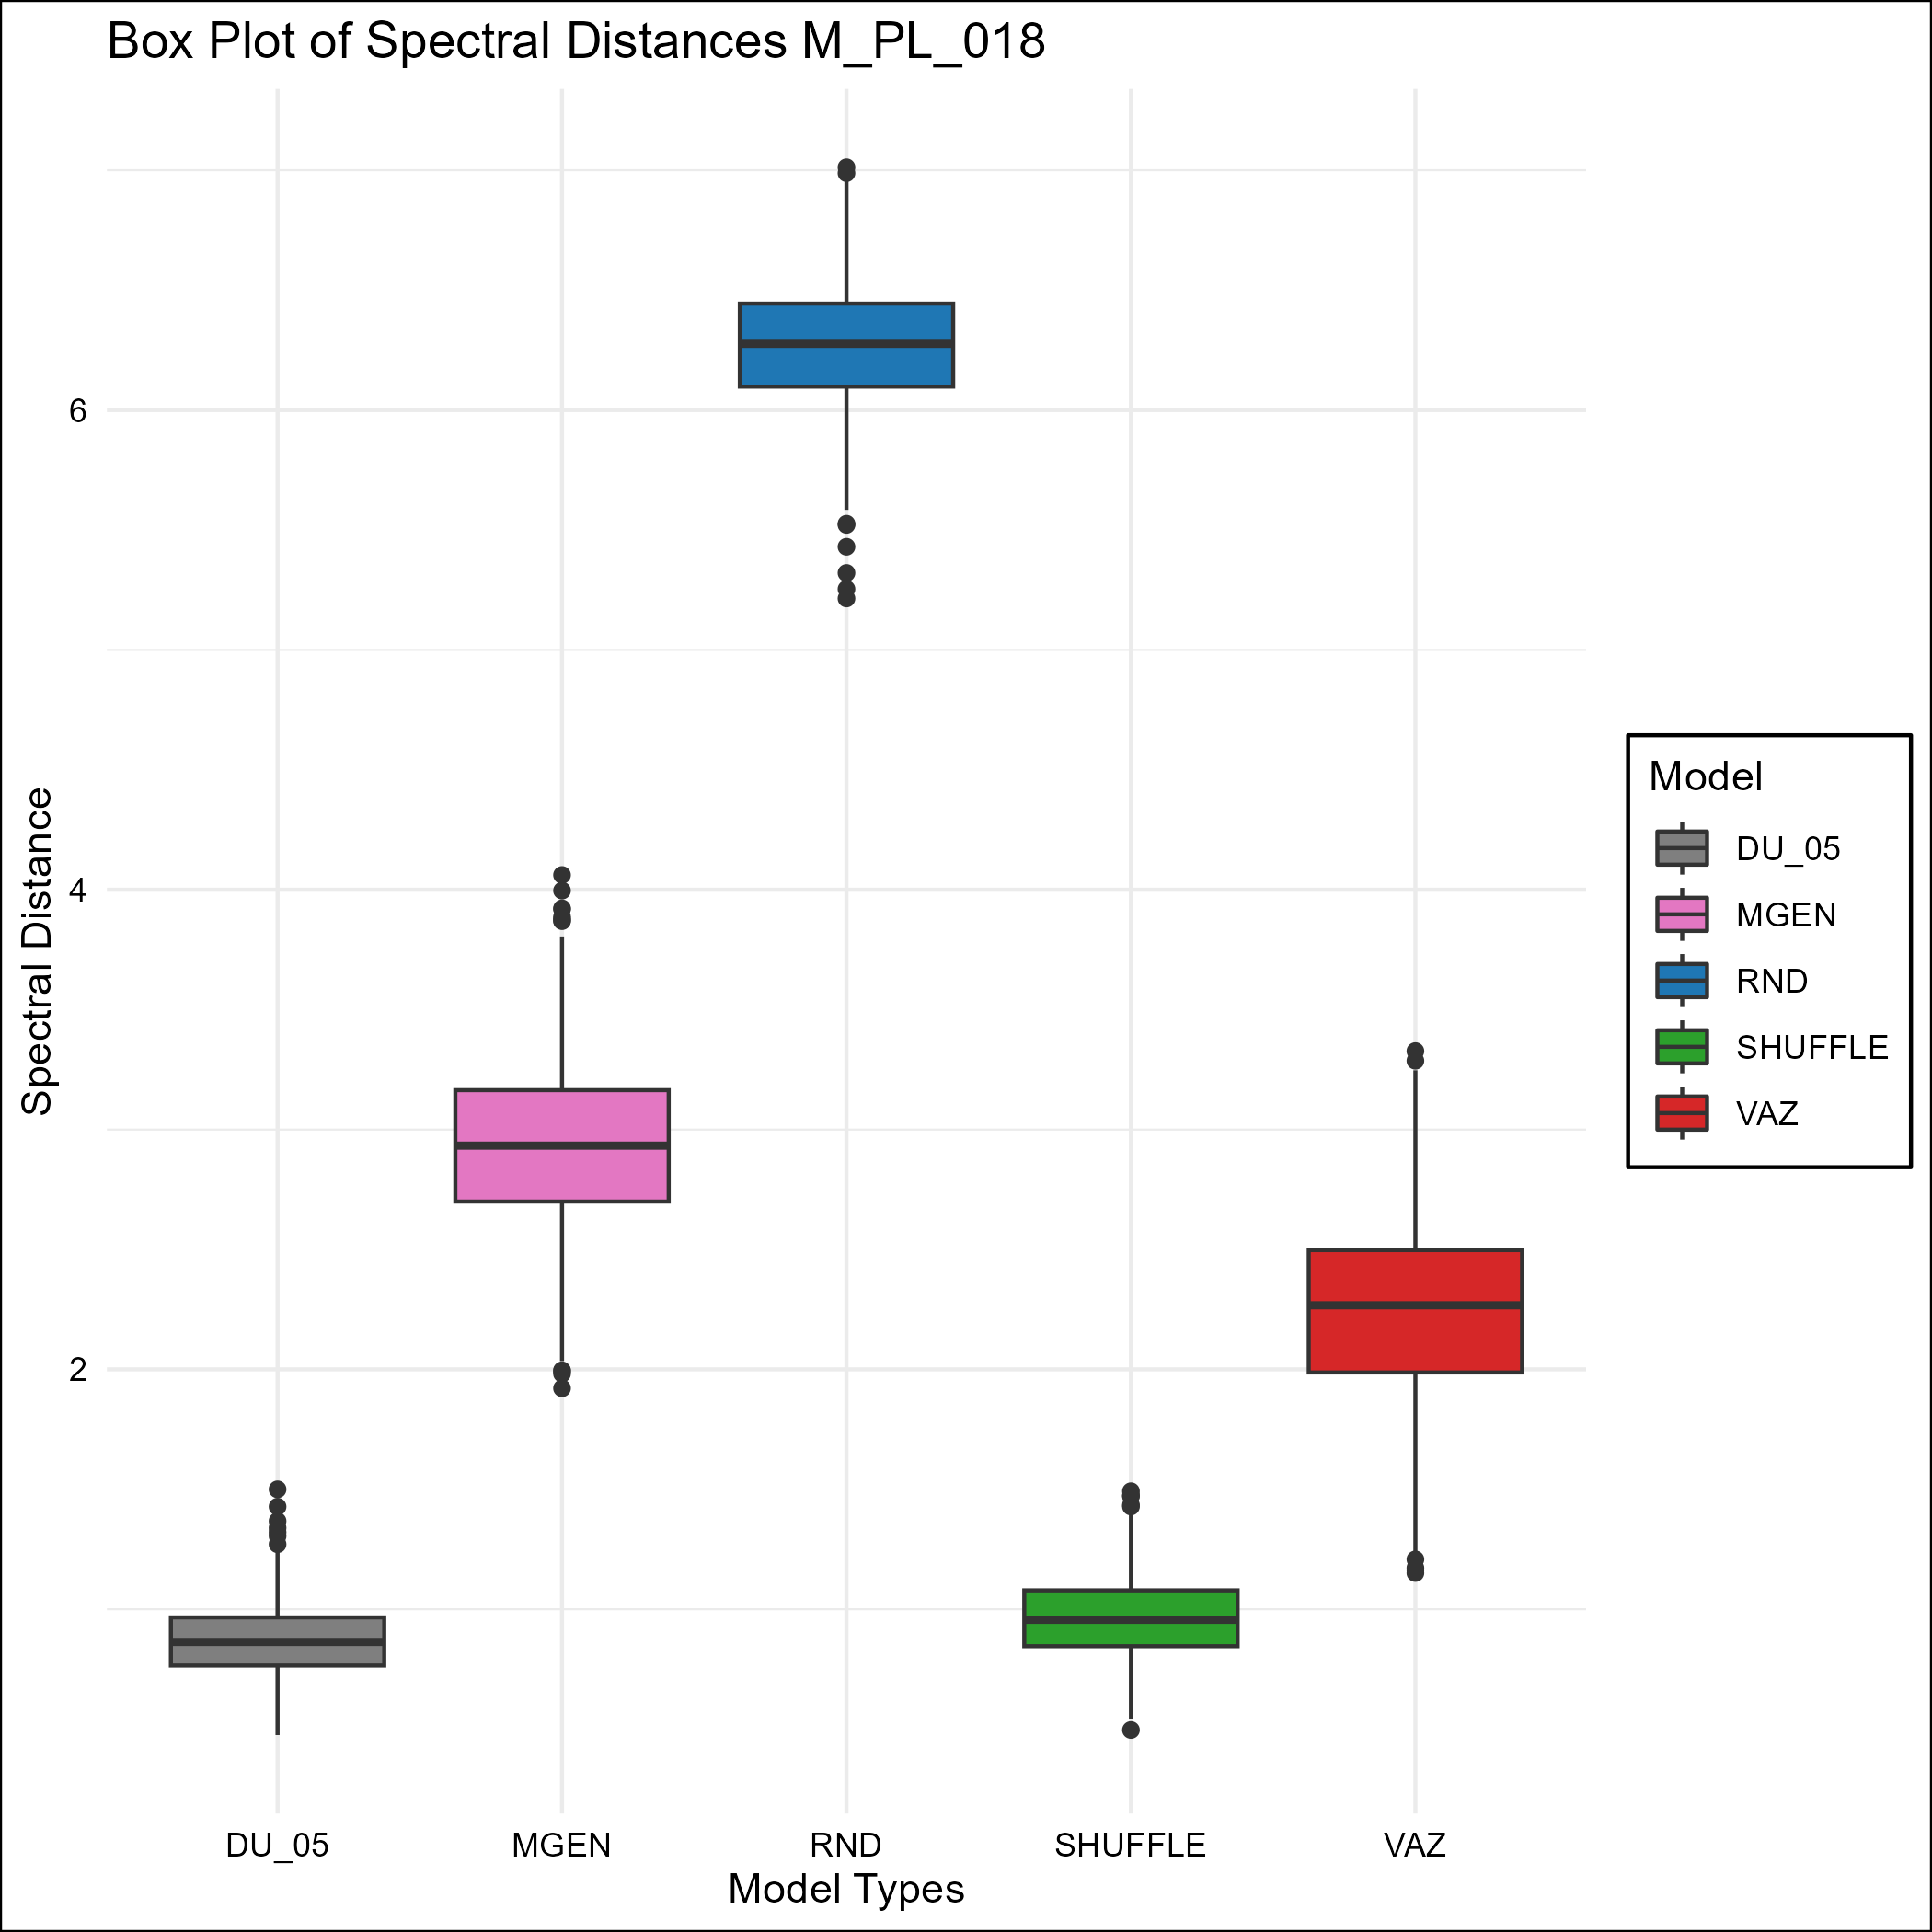 Box Plot of Spectral Distances M_PL_018
Spectral Distance
6
4
2
DU_05
MGEN
RND
SHUFFLE
VAZ
Model Types
Model
DU_05
MGEN
RND
SHUFFLE
VAZ